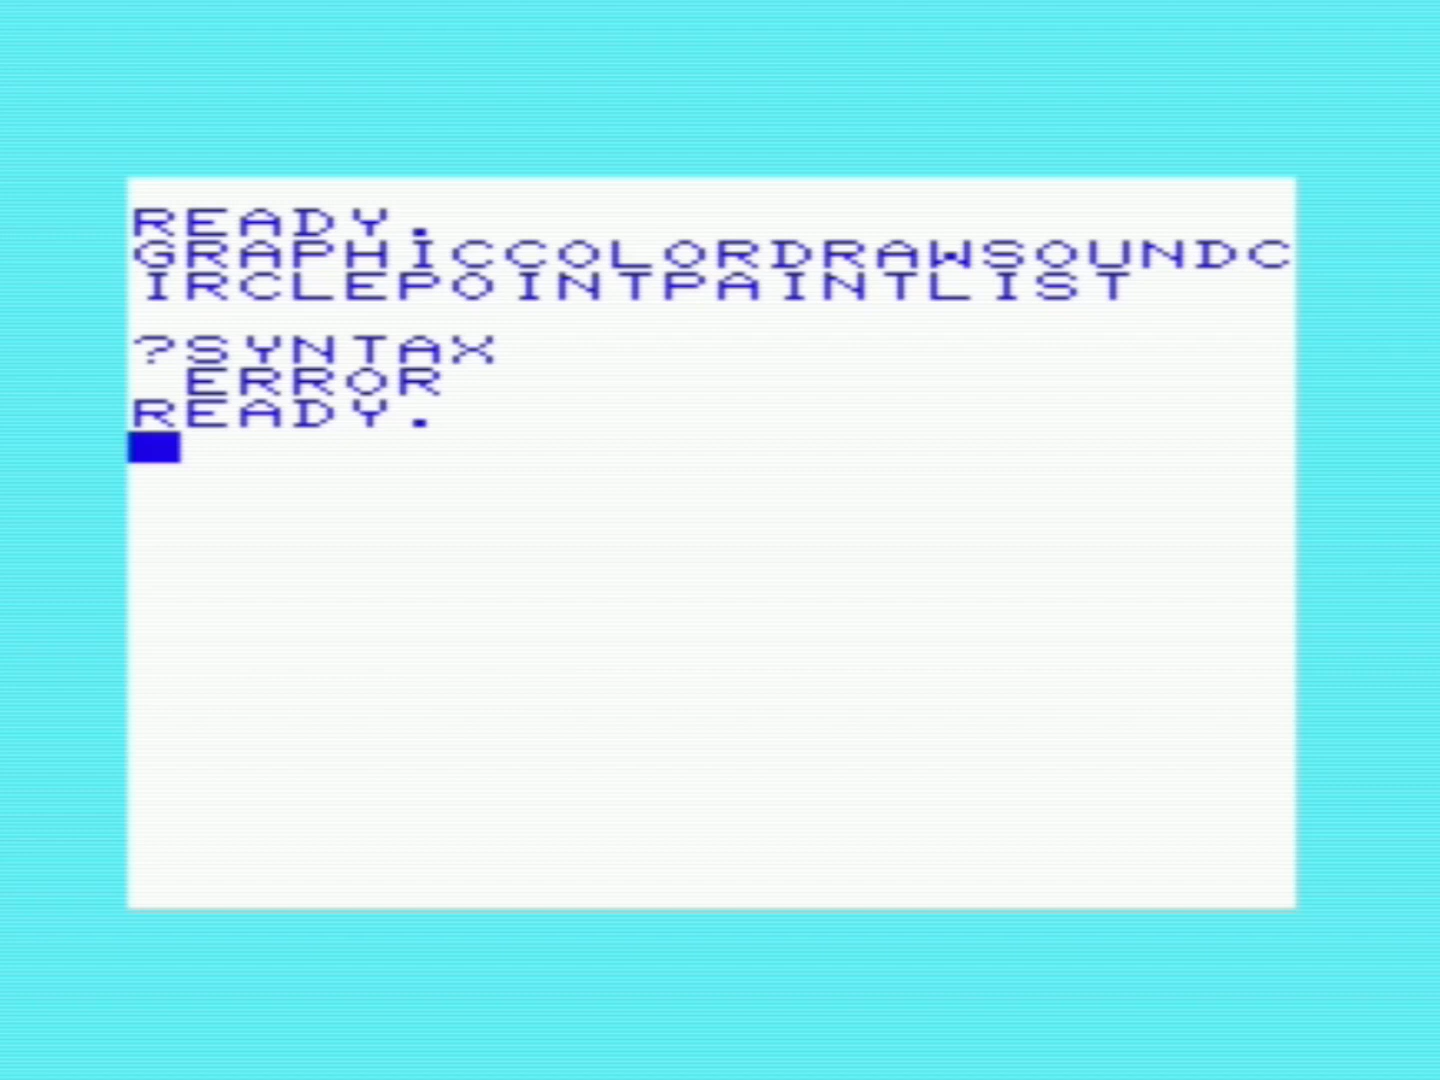 READY.
GRAPHICCOLORDRAWSOUNDC
IRCLEPOINTPAINTLIST
?SYNTAX
ERROR
READY.